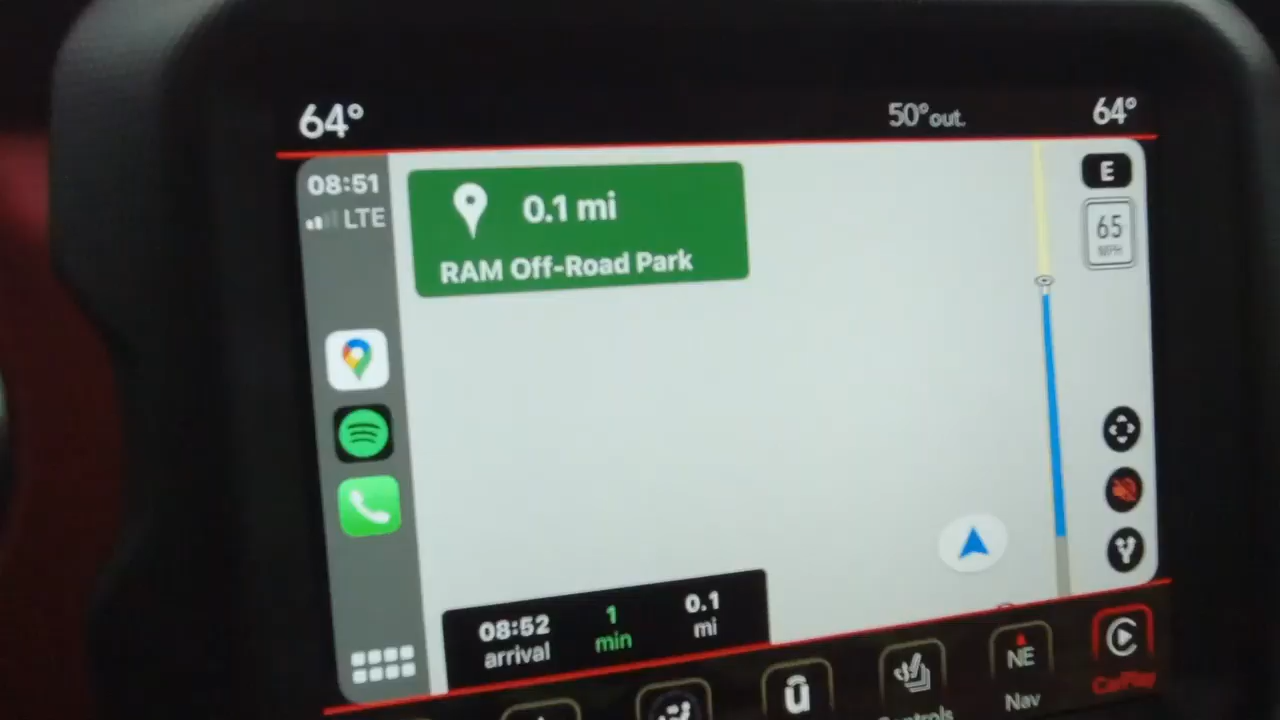 64°
50° out.
64°
08:51
LTE
0.1 mi
RAM Off-Road Park
E
65
MPH
08:52
arrival
1
min
0.1
mi
NE
Nav
Controls
CarPlay